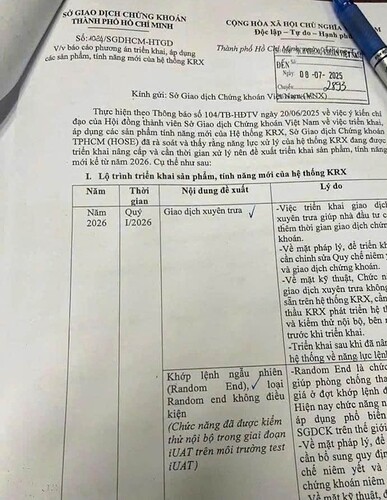 SỞ GIAO DỊCH CHỨNG KHOÁN
THÀNH PHỐ HỒ CHÍ MINH
CỘNG HÒA XÃ HỘI CHỦ NGHĨA
Độc lập – Tự do – Hạnh
Số: /SGDHCM-HTGD
V/v báo cáo phương án triển khai, áp dụng
các sản phẩm, tính năng mới của hệ thống KRX
Thành phố Hồ Chí
ĐẾN
Ngày 08-07-2025
Chuyển
Kính gửi: Sở Giao dịch Chứng khoán Việt Nam (VNX)
Thực hiện theo Thông báo số 104/TB-HĐTV ngày 20/06/2025 về việc ý kiến chỉ
đạo của Hội đồng thành viên Sở Giao dịch Chứng khoán Việt Nam về việc triển khai,
áp dụng các sản phẩm, tính năng mới của Hệ thống KRX, Sở Giao dịch Chứng khoán
TPHCM (HOSE) đã rà soát và thấy rằng năng lực xử lý của hệ thống KRX đang được
triển khai nâng cấp và cần thời gian xử lý nên đề xuất triển khai sản phẩm, tính năng
mới kể từ năm 2026. Cụ thể như sau:
I. Lộ trình triển khai sản phẩm, tính năng mới của hệ thống KRX
Năm
Thời
gian
Nội dung đề xuất
Lý do
Năm
2026
Quý
I/2026
Giao dịch xuyên trưa
-Việc triển khai giao dịch
xuyên trưa giúp nhà đầu tư
thêm thời gian giao dịch chứng
khoán.
-Về mặt pháp lý, để triển
cần chỉnh sửa Quy chế niêm
và giao dịch chứng khoán.
-Về mặt kỹ thuật, Chức
giao dịch xuyên trưa không
sẵn trên hệ thống KRX, cần
thầu KRX phát triển hệ
và kiểm thử nội bộ, bên
trước khi triển khai.
-Triển khai sau khi đã
hệ thống về năng lực lệnh
Khớp lệnh ngẫu nhiên
(Random End), loại
Random end không điều
kiện
(Chức năng đã được kiểm
thử nội bộ trong giai đoạn
iUAT trên môi trường test
iUAT)
-Random End là chức
giúp phòng chống
giá ở đợt khớp lệnh
Hiện nay chức năng
áp dụng phổ biến
SGDCK trên thế giới
-Về mặt pháp lý, để
cần bổ sung quy định
chế niêm yết và
chứng khoán niêm
-Về mặt kỹ thuật,